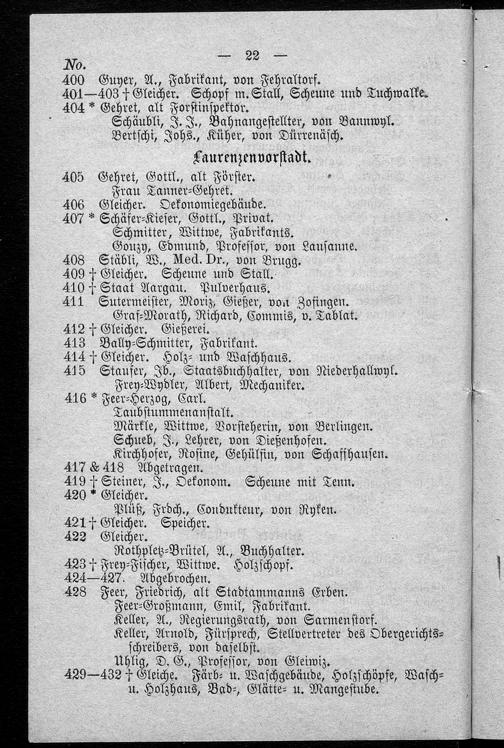 — 22 —
No.
400 Guyer, A., Fabrikant, von Fehraltorf.
401—403 † Gleicher. Schopf m. Stall, Scheune und Tuchwalke.
404 * Gehret, alt Forstinspektor.
Schäubli, J. J., Bahnangestellter, von Bannwyl.
Bertschi, Johs., Küher, von Dürrenäsch.
Laurenzenvorstadt.
405 Gehret, Gottl., alt Förster.
Frau Tanner-Gehret.
406 Gleicher. Oekonomiegebäude.
407 * Schäfer-Kieser, Gottl., Privat.
Schmitter, Wittwe, Fabrikants.
Gouzy, Edmund, Professor, von Lausanne.
408 Stäbli, W., Med. Dr., von Brugg.
409 † Gleicher. Scheune und Stall.
410 † Staat Aargau. Pulverhaus.
411 Sutermeister, Moriz, Gießer, von Zofingen.
Graf-Morath, Richard, Commis, v. Tablat.
412 † Gleicher. Gießerei.
413 Bally-Schmitter, Fabrikant.
414 † Gleicher. Holz- und Waschhaus.
415 Staufer, Jb., Staatsbuchhalter, von Niederhallwyl.
Frey-Wydler, Albert, Mechaniker.
416 * Feer-Herzog, Carl.
Taubstummenanstalt.
Märkle, Wittwe, Vorsteherin, von Berlingen.
Schueb, J., Lehrer, von Dießenhofen.
Kirchhofer, Rosine, Gehülfin, von Schaffhausen.
417 & 418 Abgetragen.
419 † Steiner, J., Oekonom. Scheune mit Tenn.
420 * Gleicher.
Plüß, Frdch., Condukteur, von Ryken.
421 † Gleicher. Speicher.
422 Gleicher.
Rothpletz-Brütel, A., Buchhalter.
423 † Frey-Fischer, Wittwe. Holzschopf.
424—427. Abgebrochen.
428 Feer, Friedrich, alt Stadtammanns Erben.
Feer-Großmann, Emil, Fabrikant.
Keller, A., Regierungsrath, von Sarmenstorf.
Keller, Arnold, Fürsprech, Stellvertreter des Obergerichts-
schreibers, von daselbst.
Uhlig, D. G., Professor, von Gleiwiz.
429—432 † Gleiche. Färb- u. Waschgebäude, Holzschöpfe, Wasch-
u. Holzhaus, Bad-, Glätte- u. Mangestube.